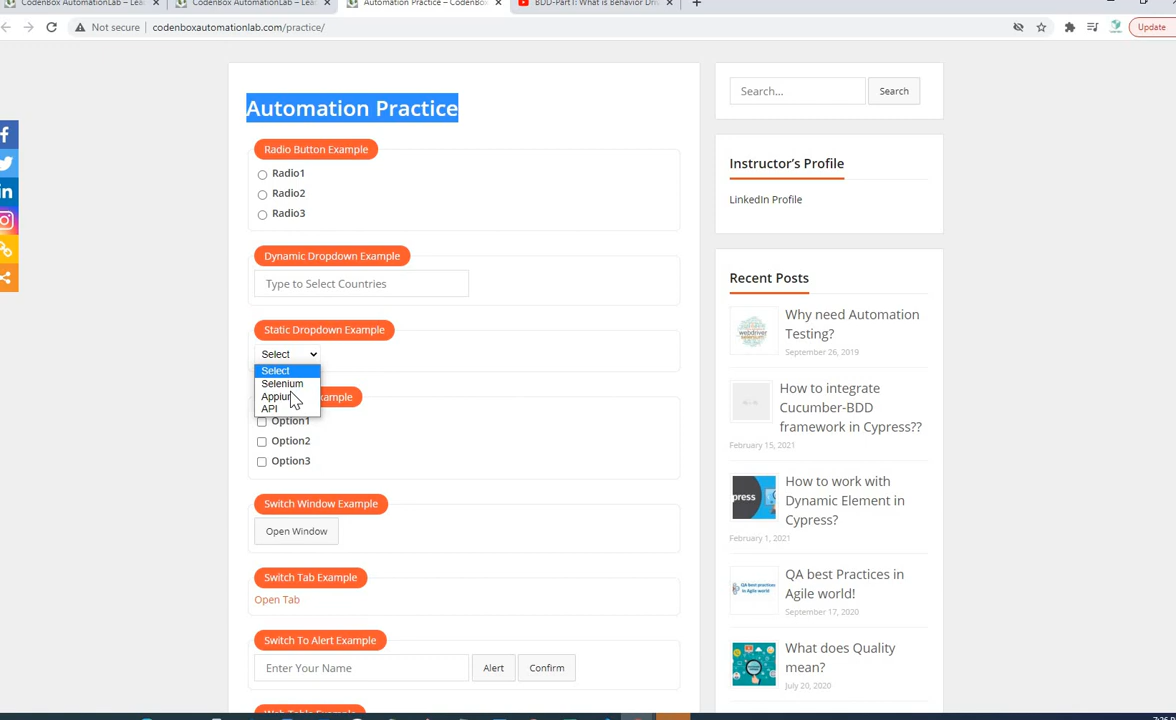 CodenBox AutomationLab – Lea
CodenBox AutomationLab – Lea
Automation Practice – CodenBo
BDD-Part1: What is Behavior Dri
Not secure
codenboxautomationlab.com/practice/
Update
Automation Practice
Radio Button Example
Radio1
Radio2
Radio3
Dynamic Dropdown Example
Type to Select Countries
Static Dropdown Example
Select
Select
Selenium
Appiu
API
ample
Option1
Option2
Option3
Switch Window Example
Open Window
Switch Tab Example
Open Tab
Switch To Alert Example
Enter Your Name
Alert
Confirm
Web Table Example
Search...
Search
Instructor's Profile
LinkedIn Profile
Recent Posts
Why need Automation
Testing?
September 26, 2019
How to integrate
Cucumber-BDD
framework in Cypress??
February 15, 2021
How to work with
Dynamic Element in
Cypress?
February 1, 2021
QA best Practices in
Agile world!
September 17, 2020
What does Quality
mean?
July 20, 2020